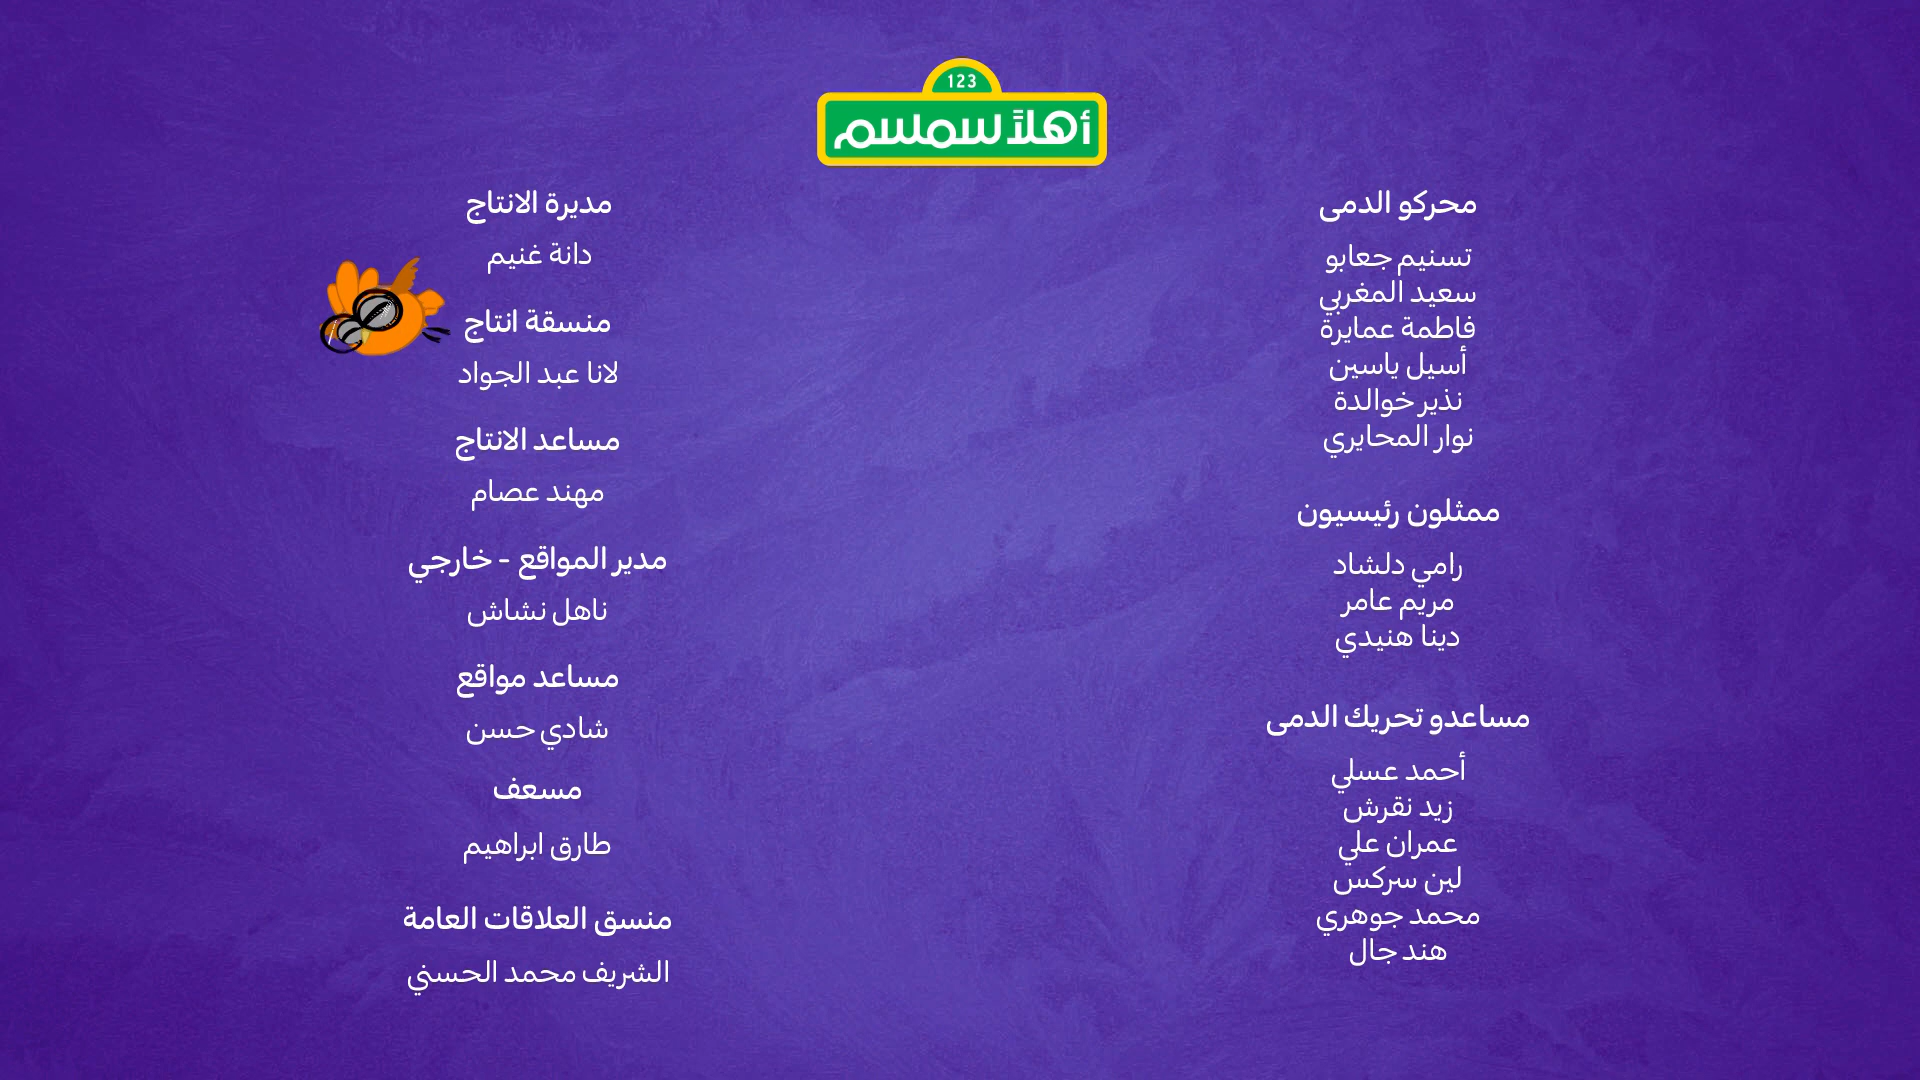 123
أهلاً سمسم
محركو الدمى
تسنيم جعابو
سعيد المغربي
فاطمة عمايرة
أسيل ياسين
نذير خوالدة
نوار المحايري
ممثلون رئيسيون
رامي دلشاد
مريم عامر
دينا هنيدي
مساعدو تحريك الدمى
أحمد عسلي
زيد نقرش
عمران علي
لين سركس
محمد جوهري
هند جال
مديرة الانتاج
دانة غنيم
منسقة انتاج
لانا عبد الجواد
مساعد الانتاج
مهند عصام
مدير المواقع - خارجي
ناهل نشاش
مساعد مواقع
شادي حسن
مسعف
طارق ابراهيم
منسق العلاقات العامة
الشريف محمد الحسني